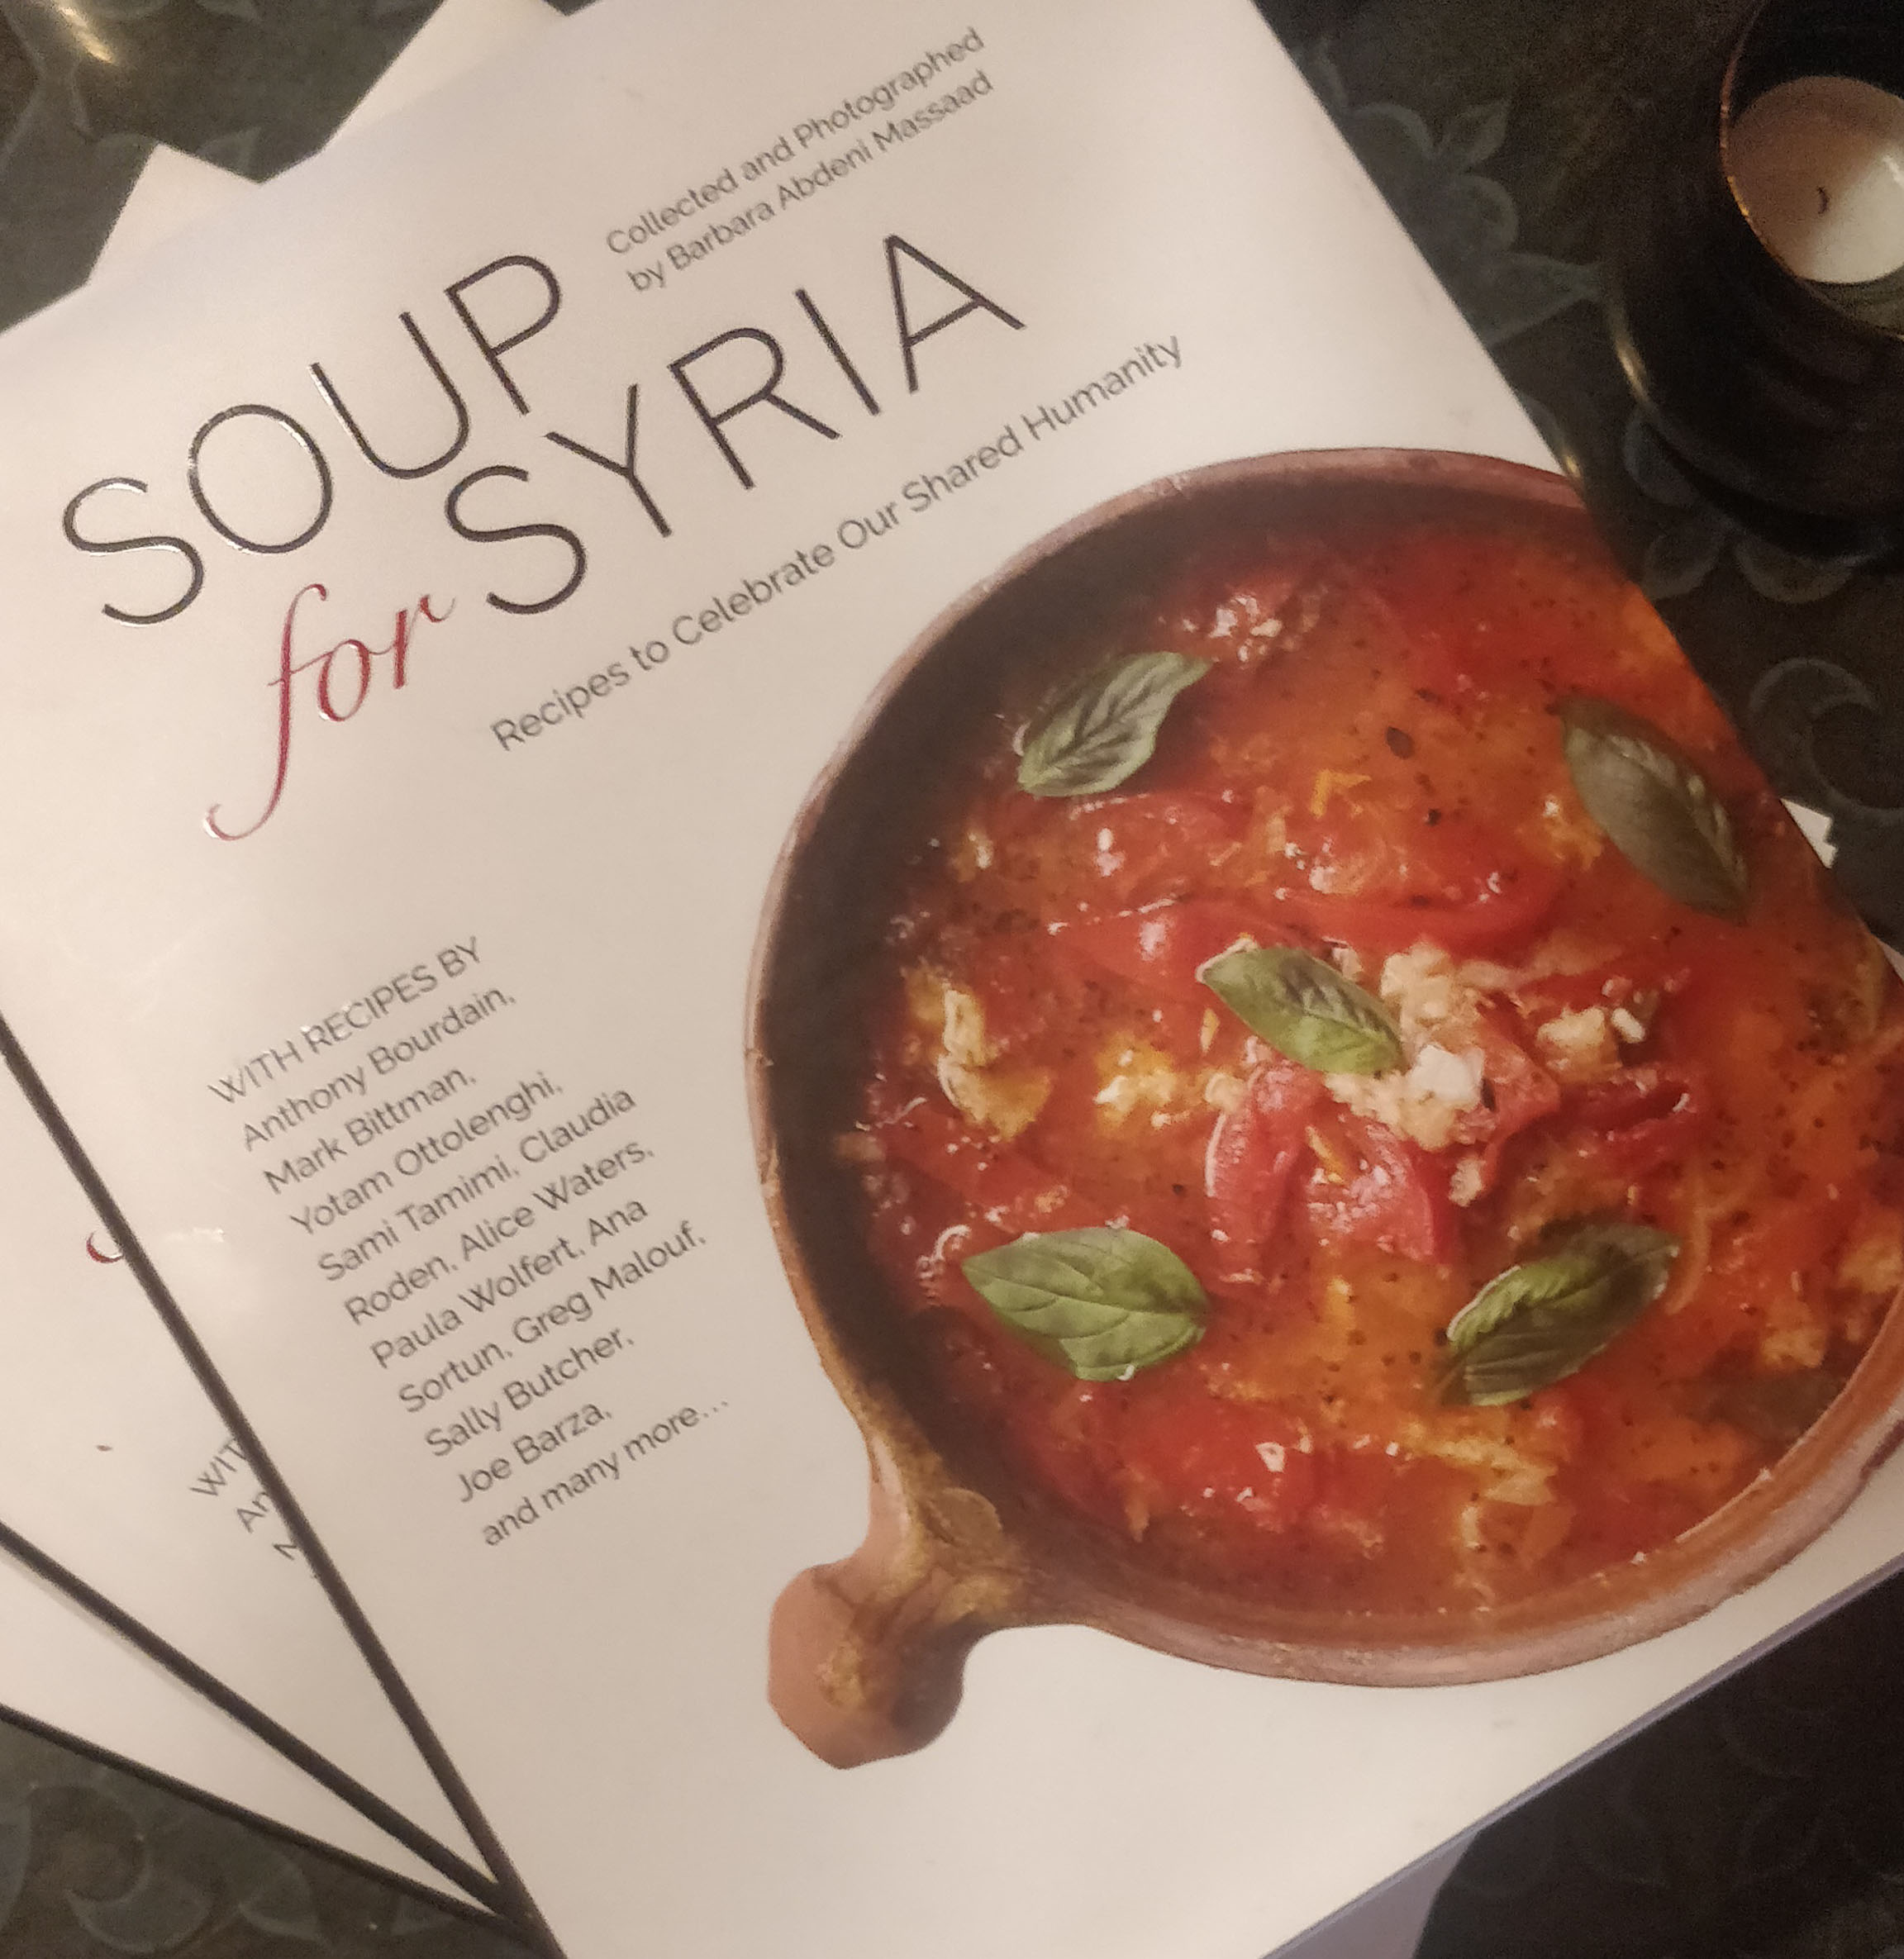 Collected and Photographed
by Barbara Abdeni Massaad
SOUP
for SYRIA
Recipes to Celebrate Our Shared Humanity
WITH RECIPES BY
Anthony Bourdain,
Mark Bittman,
Yotam Ottolenghi,
Sami Tamimi, Claudia
Roden, Alice Waters,
Paula Wolfert, Ana
Sortun, Greg Malouf,
Sally Butcher,
Joe Barza,
and many more...
WIT
An